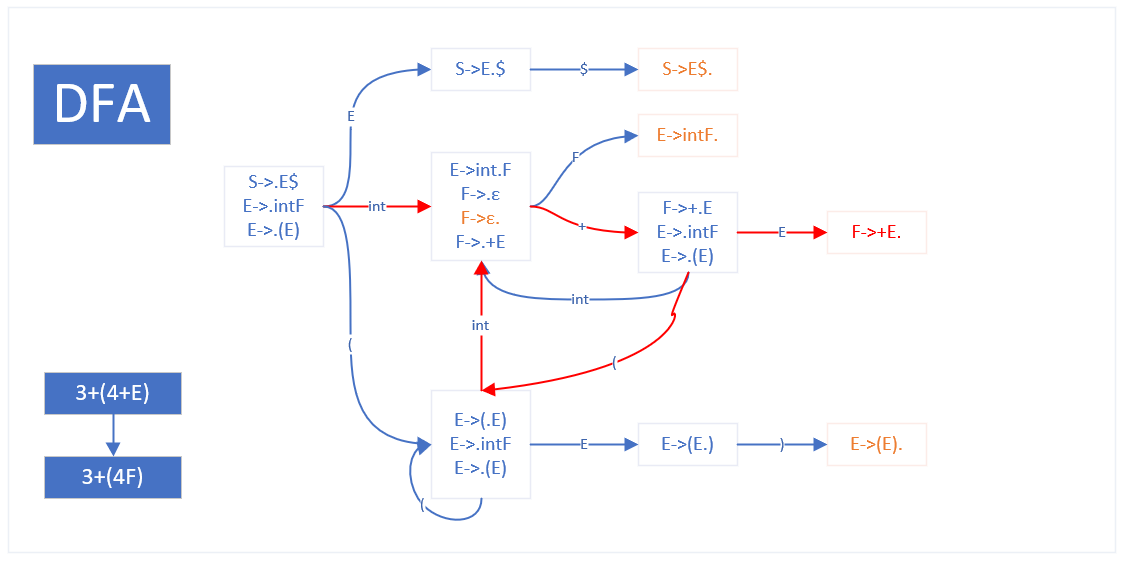 DFA
E
S->E.$
$
S->E$.
S->.E$
E->.intF
E->.(E)
int
E->int.F
F->.ε
F->ε.
F->.+E
F
E->intF.
+
F->+.E
E->.intF
E->.(E)
E
F->+E.
int
int
(
(
3+(4+E)
3+(4F)
E->(.E)
E->.intF
E->.(E)
(
E
E->(E.)
)
E->(E).